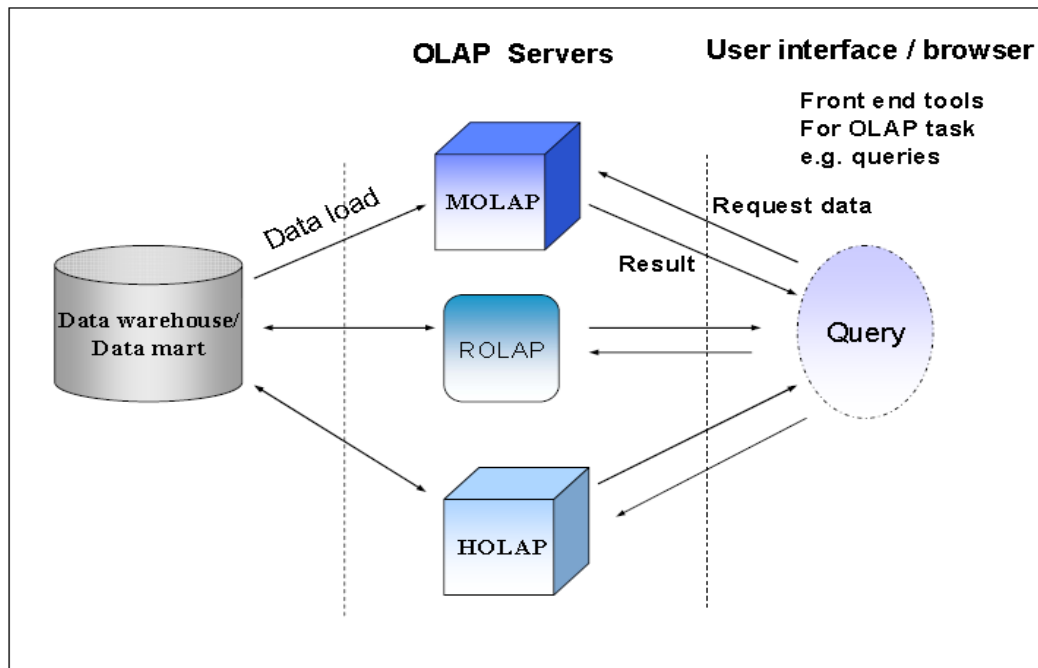 OLAP Servers
User interface / browser
Front end tools
For OLAP task
e.g. queries
Data load
MOLAP
Request data
Result
Data warehouse/
Data mart
ROLAP
Query
HOLAP